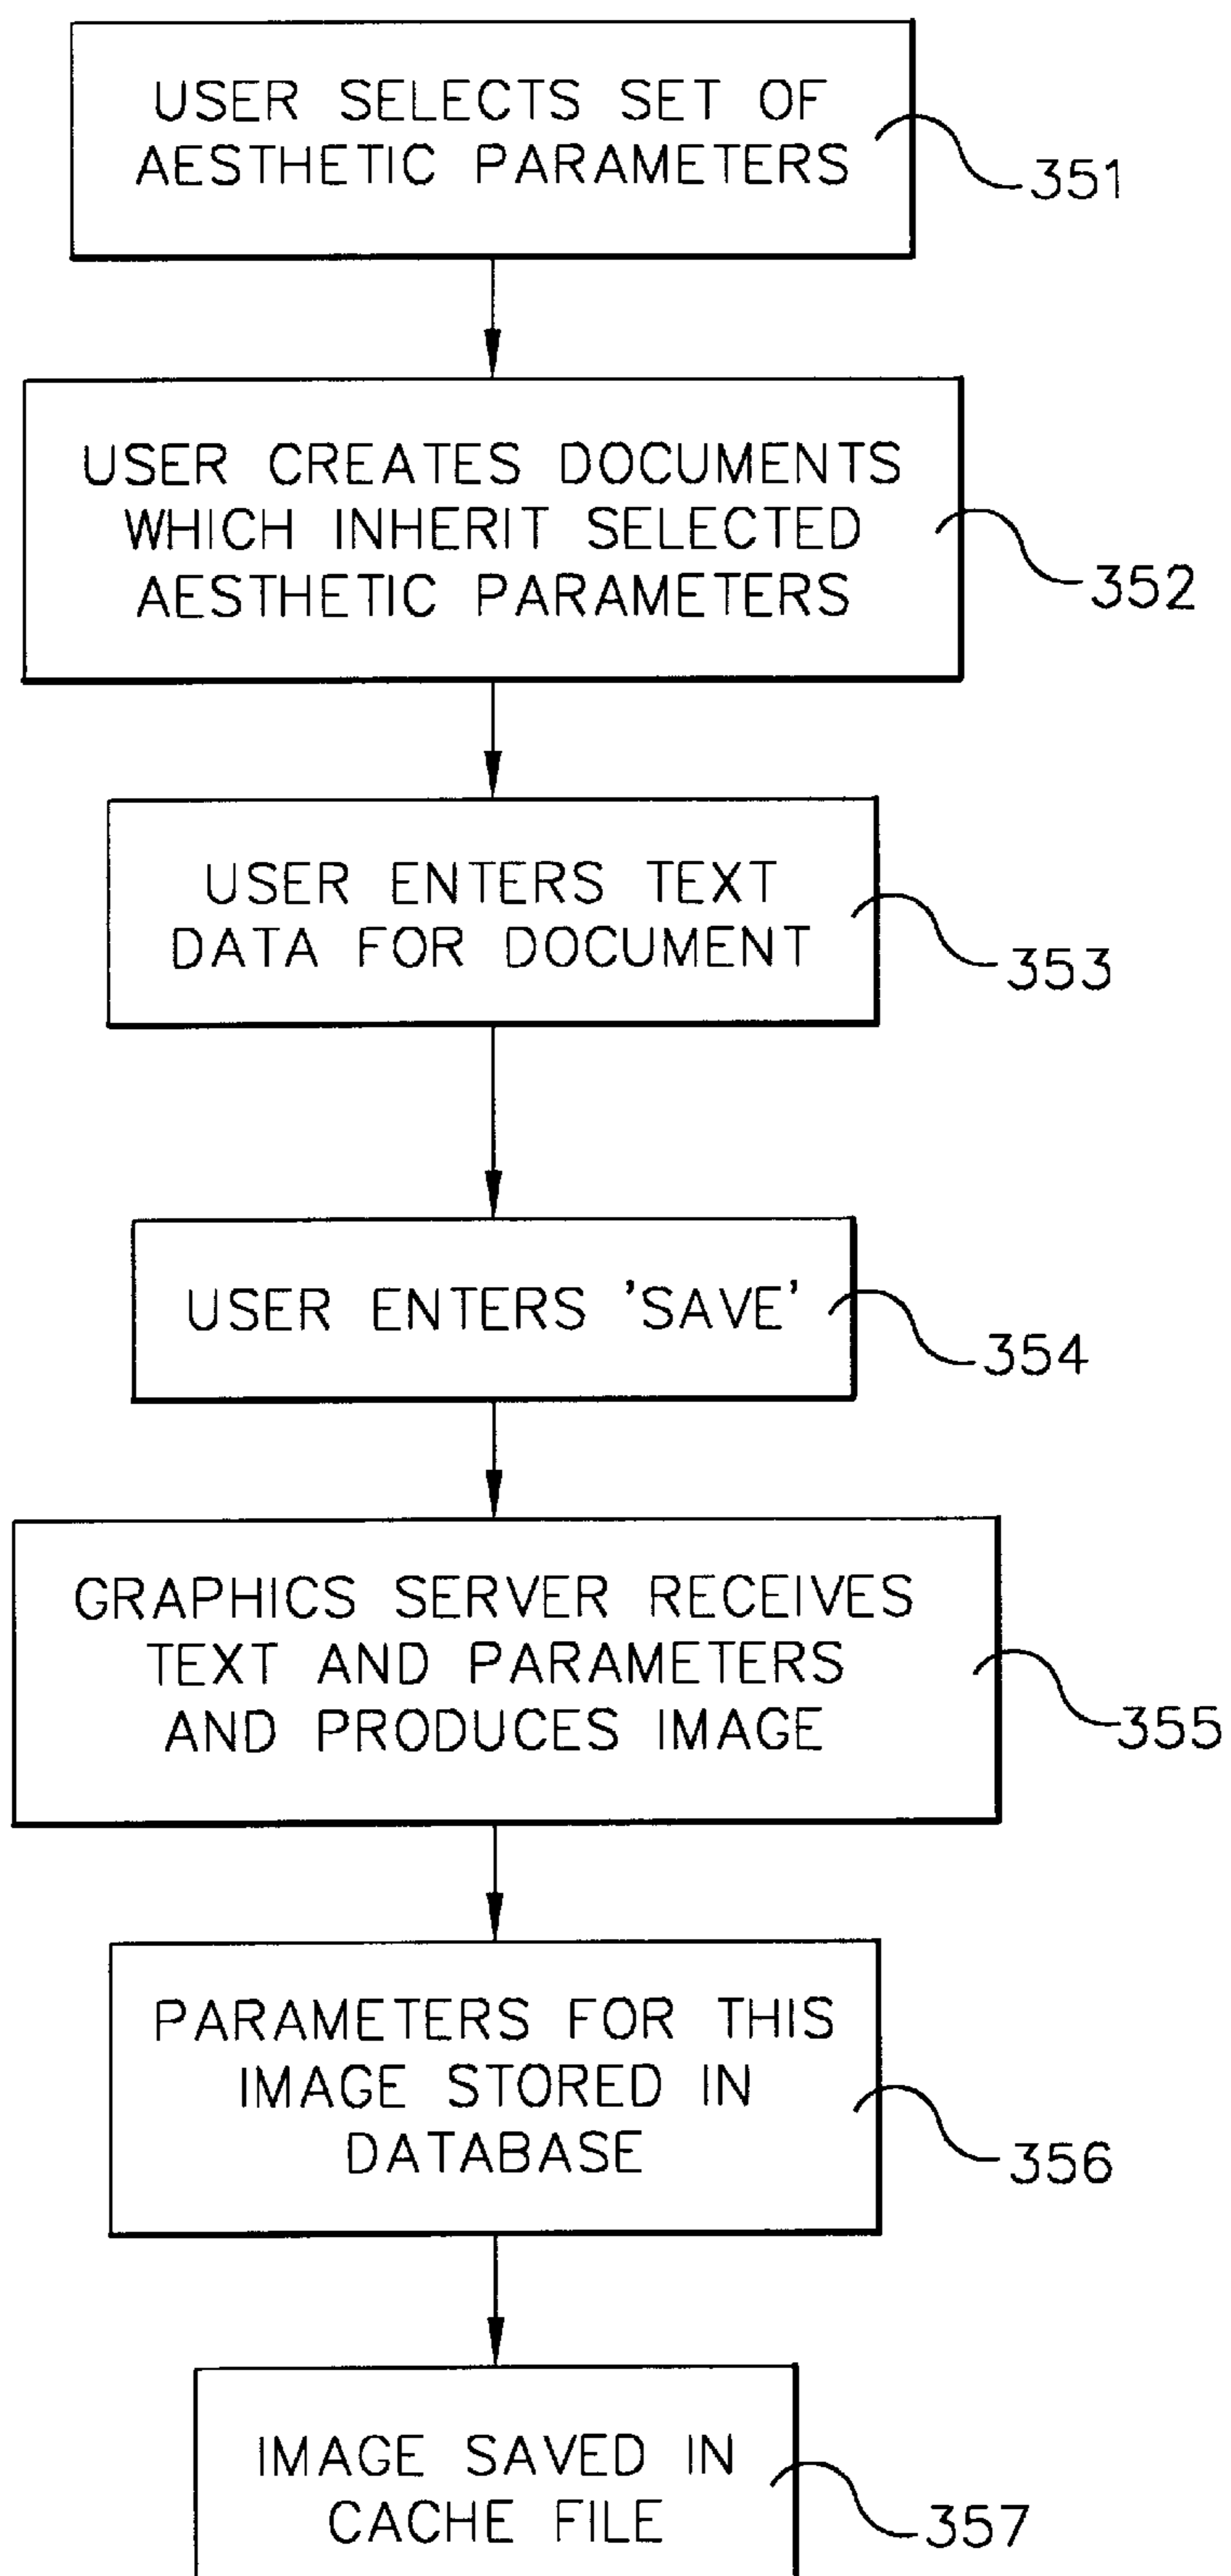 USER SELECTS SET OF
AESTHETIC PARAMETERS
351
USER CREATES DOCUMENTS
WHICH INHERIT SELECTED
AESTHETIC PARAMETERS
352
USER ENTERS TEXT
DATA FOR DOCUMENT
353
USER ENTERS 'SAVE'
354
GRAPHICS SERVER RECEIVES
TEXT AND PARAMETERS
AND PRODUCES IMAGE
355
PARAMETERS FOR THIS
IMAGE STORED IN
DATABASE
356
IMAGE SAVED IN
CACHE FILE
357